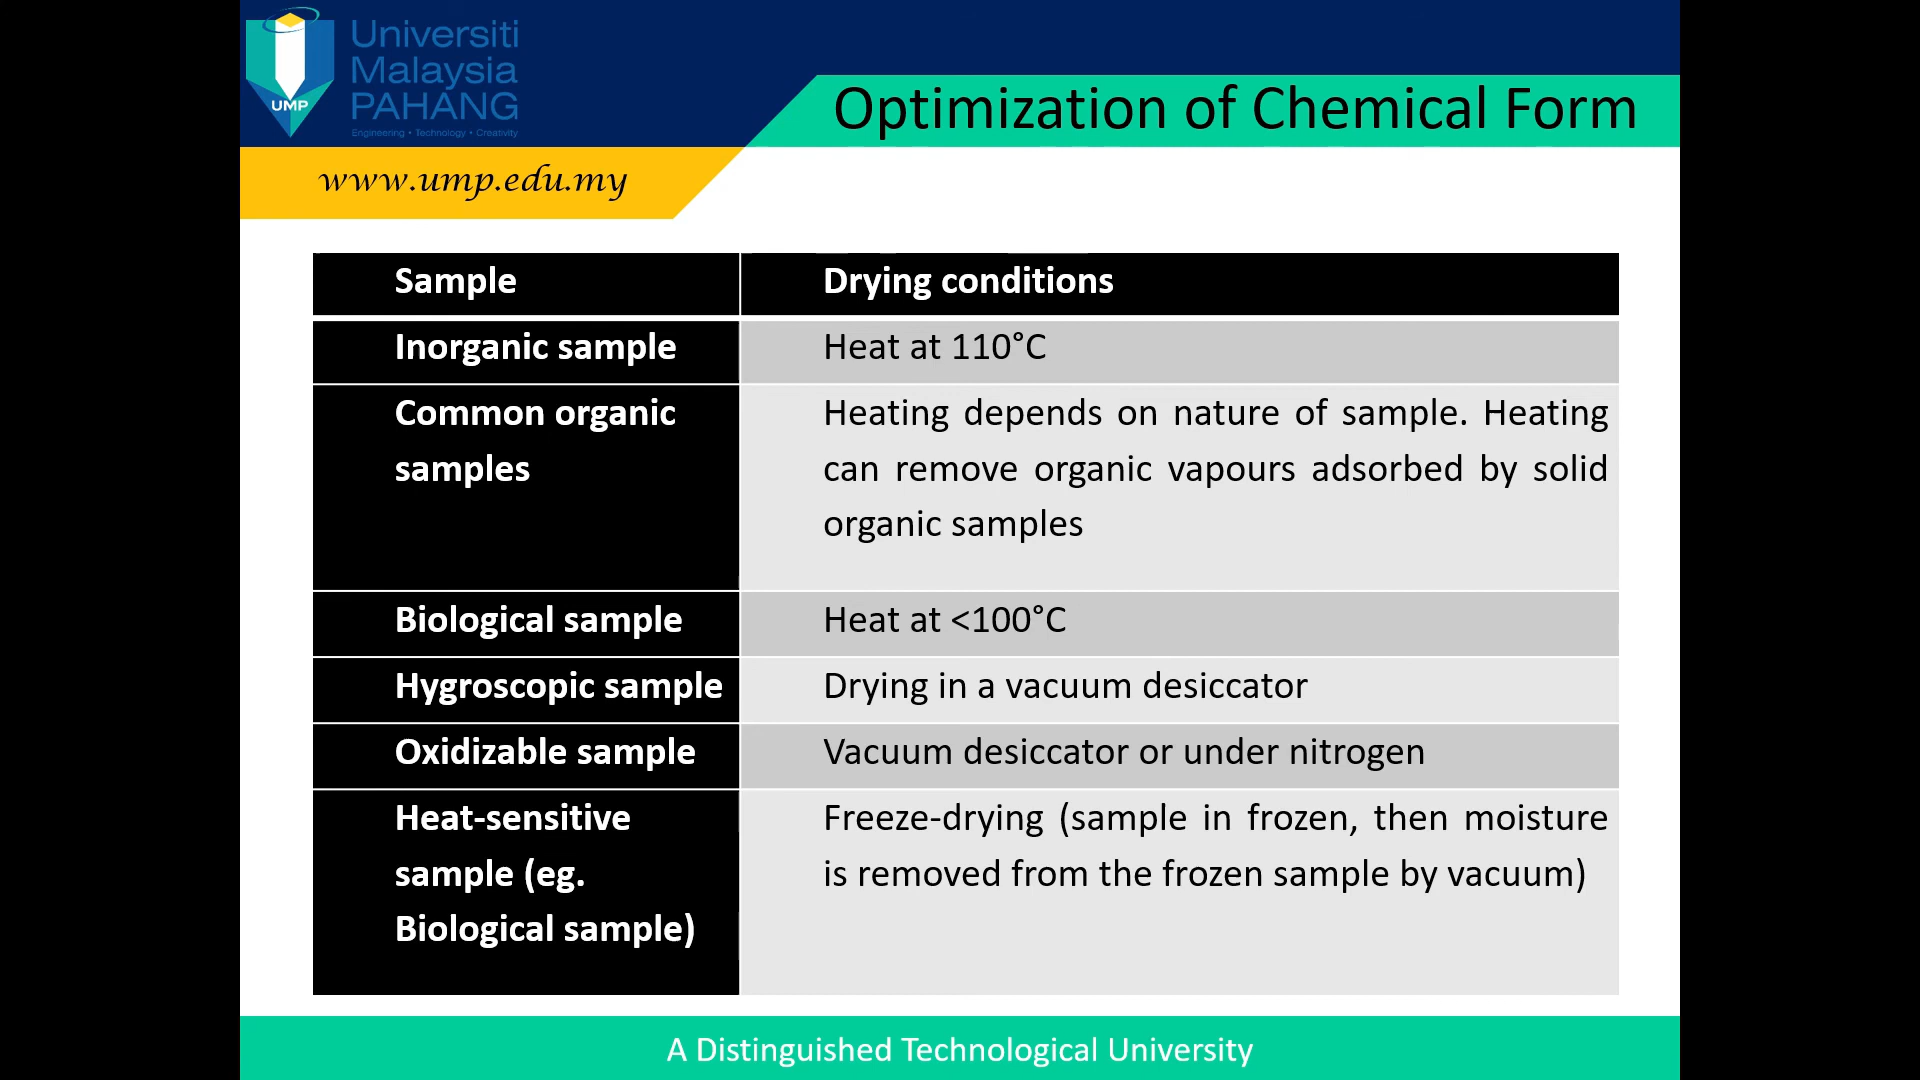 Universiti
Malaysia
PAHANG
UMP
Engineering • Technology • Creativity
Optimization of Chemical Form
www.ump.edu.my
Sample
Drying conditions
Inorganic sample
Heat at 110°C
Common organic
samples
Heating depends on nature of sample. Heating
can remove organic vapours adsorbed by solid
organic samples
Biological sample
Heat at <100°C
Hygroscopic sample
Drying in a vacuum desiccator
Oxidizable sample
Vacuum desiccator or under nitrogen
Heat-sensitive
sample (eg.
Biological sample)
Freeze-drying (sample in frozen, then moisture
is removed from the frozen sample by vacuum)
A Distinguished Technological University